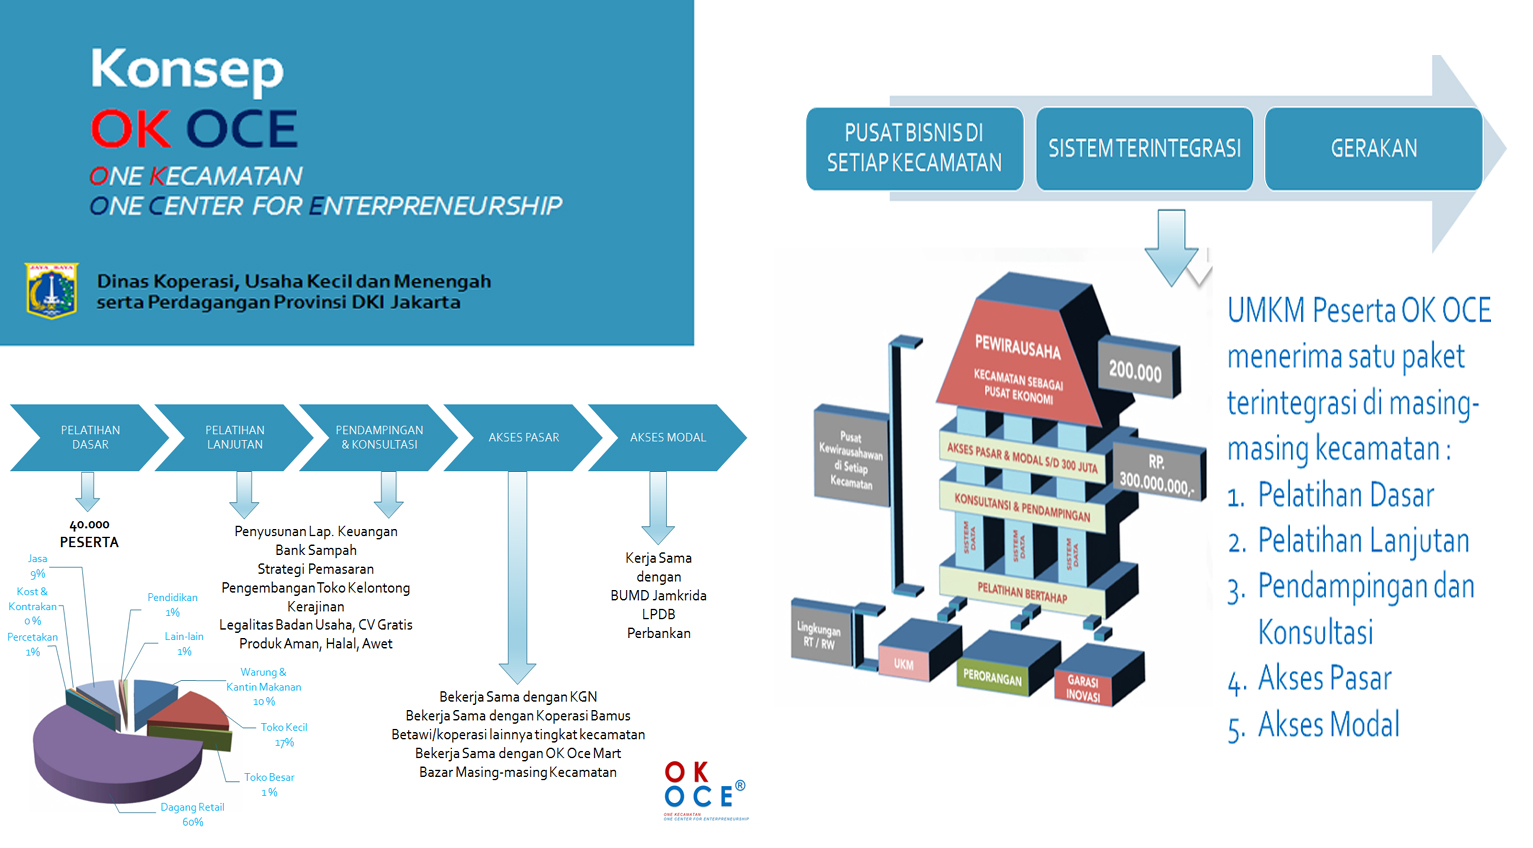 Konsep
OK OCE
ONE KECAMATAN
ONE CENTER FOR ENTERPRENEURSHIP
JAYA RAYA
Dinas Koperasi, Usaha Kecil dan Menengah
serta Perdagangan Provinsi DKI Jakarta
PELATIHAN
DASAR
PELATIHAN
LANJUTAN
PENDAMPINGAN
& KONSULTASI
AKSES PASAR
AKSES MODAL
40.000
PESERTA
Jasa
9%
Kost &
Kontrakan
0 %
Percetakan
1%
Pendidikan
1%
Lain-lain
1%
Warung &
Kantin Makanan
10 %
Toko Kecil
17%
Toko Besar
1 %
Dagang Retail
60%
Penyusunan Lap. Keuangan
Bank Sampah
Strategi Pemasaran
Pengembangan Toko Kelontong
Kerajinan
Legalitas Badan Usaha, CV Gratis
Produk Aman, Halal, Awet
Bekerja Sama dengan KGN
Bekerja Sama dengan Koperasi Bamus
Betawi/koperasi lainnya tingkat kecamatan
Bekerja Sama dengan OK Oce Mart
Bazar Masing-masing Kecamatan
Kerja Sama
dengan
BUMD Jamkrida
LPDB
Perbankan
OK
OCE®
ONE KECAMATAN
ONE CENTER FOR ENTERPRENEURSHIP
PUSAT BISNIS DI
SETIAP KECAMATAN
SISTEM TERINTEGRASI
GERAKAN
PEWIRAUSAHA
KECAMATAN SEBAGAI
PUSAT EKONOMI
200.000
Pusat
Kewirausahawan
di Setiap
Kecamatan
AKSES PASAR & MODAL S/D 300 JUTA
RP.
300.000.000,-
KONSULTANSI & PENDAMPINGAN
SISTEM
DATA
SISTEM
DATA
SISTEM
DATA
PELATIHAN BERTAHAP
Lingkungan
RT / RW
UKM
PERORANGAN
GARASI
INOVASI
UMKM Peserta OK OCE
menerima satu paket
terintegrasi di masing-
masing kecamatan :
1. Pelatihan Dasar
2. Pelatihan Lanjutan
3. Pendampingan dan
Konsultasi
4. Akses Pasar
5. Akses Modal